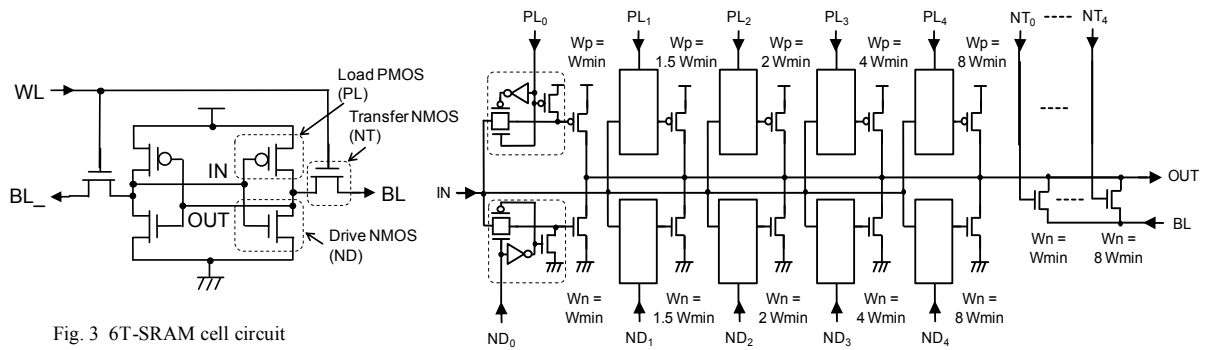 WL
BL_
IN
OUT
Load PMOS
(PL)
Transfer NMOS
(NT)
BL
Drive NMOS
(ND)
Fig. 3 6T-SRAM cell circuit
PL0
PL1
PL2
PL3
PL4
NT0
NT4
Wp =
Wmin
Wp =
1.5 Wmin
Wp =
2 Wmin
Wp =
4 Wmin
Wp =
8 Wmin
IN
OUT
BL
Wn =
Wmin
Wn =
8 Wmin
Wn =
Wmin
Wn =
1.5 Wmin
Wn =
2 Wmin
Wn =
4 Wmin
Wn =
8 Wmin
ND0
ND1
ND2
ND3
ND4